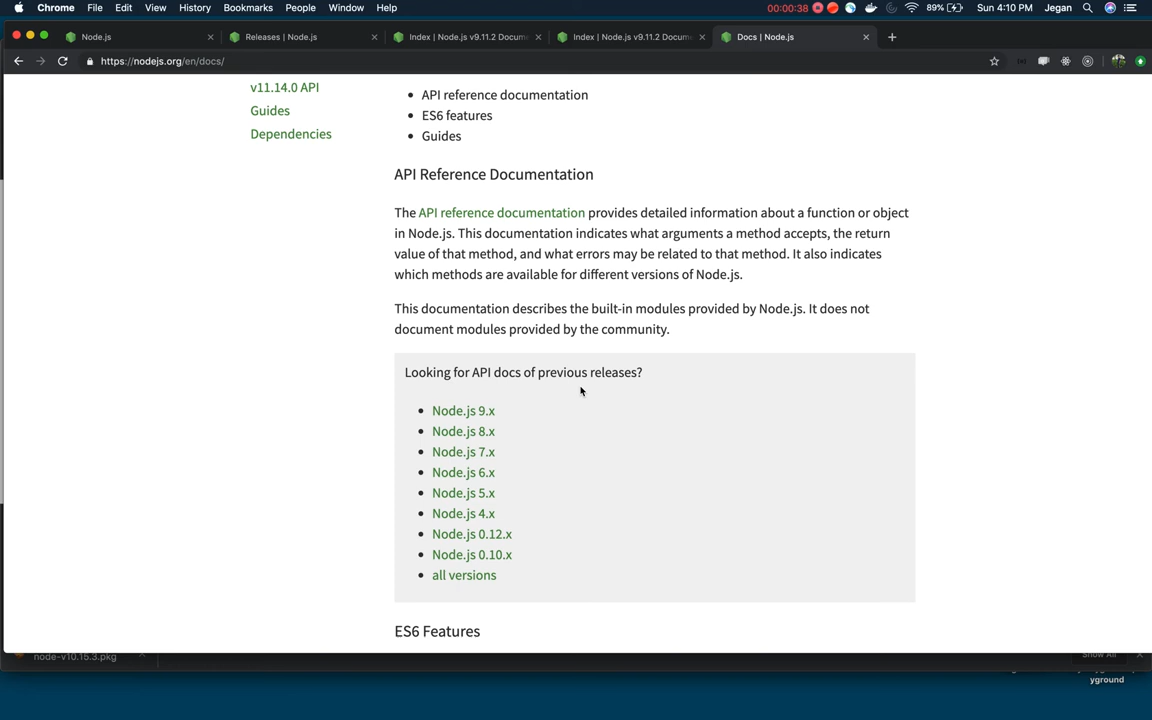 Chrome File Edit View History Bookmarks People Window Help 00:00:38 89% Sun 4:10 PM Jegan
Node.js Releases | Node.js Index | Node.js v9.11.2 Docum Index | Node.js v9.11.2 Docum Docs | Node.js
https://nodejs.org/en/docs/
v11.14.0 API
Guides
Dependencies
API reference documentation
ES6 features
Guides
API Reference Documentation
The API reference documentation provides detailed information about a function or object
in Node.js. This documentation indicates what arguments a method accepts, the return
value of that method, and what errors may be related to that method. It also indicates
which methods are available for different versions of Node.js.
This documentation describes the built-in modules provided by Node.js. It does not
document modules provided by the community.
Looking for API docs of previous releases?
Node.js 9.x
Node.js 8.x
Node.js 7.x
Node.js 6.x
Node.js 5.x
Node.js 4.x
Node.js 0.12.x
Node.js 0.10.x
all versions
ES6 Features
node-v10.15.3.pkg Show All
yground